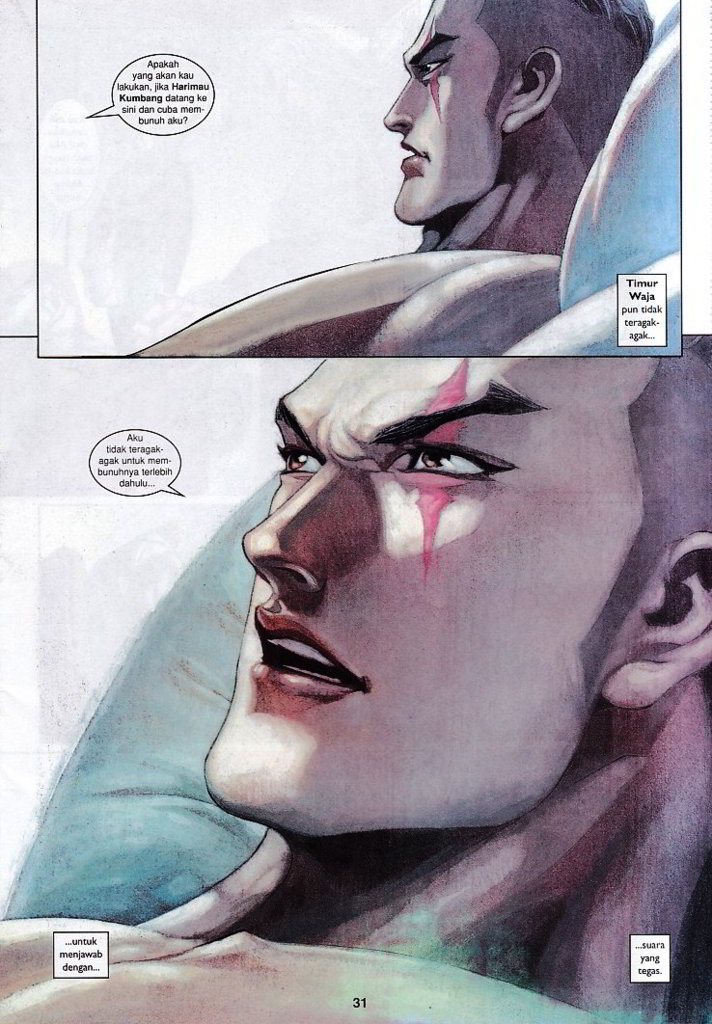 Apakah
yang akan kau
lakukan, jika Harimau
Kumbang datang ke
sini dan cuba mem-
bunuh aku?
Timur
Waja
pun tidak
teragak-
agak...
Aku
tidak teragak-
agak untuk mem-
bunuhnya terlebih
dahulu...
...untuk
menjawab
dengan...
...suara
yang
tegas.
31